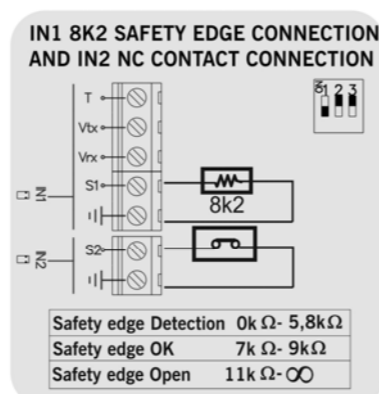 IN1 8K2 SAFETY EDGE CONNECTION
AND IN2 NC CONTACT CONNECTION
ON
1 2 3
T
Vtx
Vrx
S1
IN1
8k2
S2
IN2
Safety edge Detection 0k Ω- 5,8kΩ
Safety edge OK 7k Ω- 9kΩ
Safety edge Open 11k Ω-∞